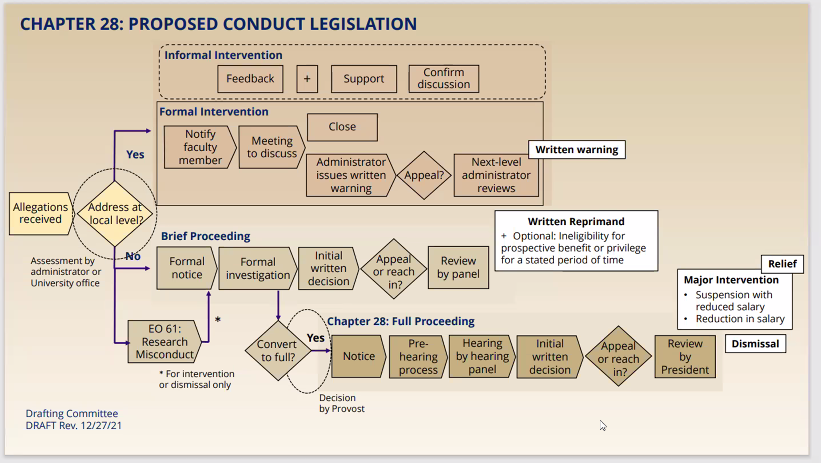 CHAPTER 28: PROPOSED CONDUCT LEGISLATION
Informal Intervention
Feedback
+
Support
Confirm
discussion
Formal Intervention
Notify
faculty
member
Meeting
to discuss
Close
Administrator
issues written
warning
Appeal?
Next-level
administrator
reviews
Written warning
Yes
Allegations
received
Address at
local level?
No
Assessment by
administrator or
University office
Brief Proceeding
Formal
notice
Formal
investigation
Initial
written
decision
Appeal
or reach
in?
Review
by panel
Written Reprimand
+ Optional: Ineligibility for
prospective benefit or privilege
for a stated period of time
Relief
Major Intervention
• Suspension with
reduced salary
• Reduction in salary
Dismissal
EO 61:
Research
Misconduct
*
* For intervention
or dismissal only
Convert
to full?
Yes
Decision
by Provost
Chapter 28: Full Proceeding
Notice
Pre-
hearing
process
Hearing
by hearing
panel
Initial
written
decision
Appeal
or reach
in?
Review
by
President
Drafting Committee
DRAFT Rev. 12/27/21